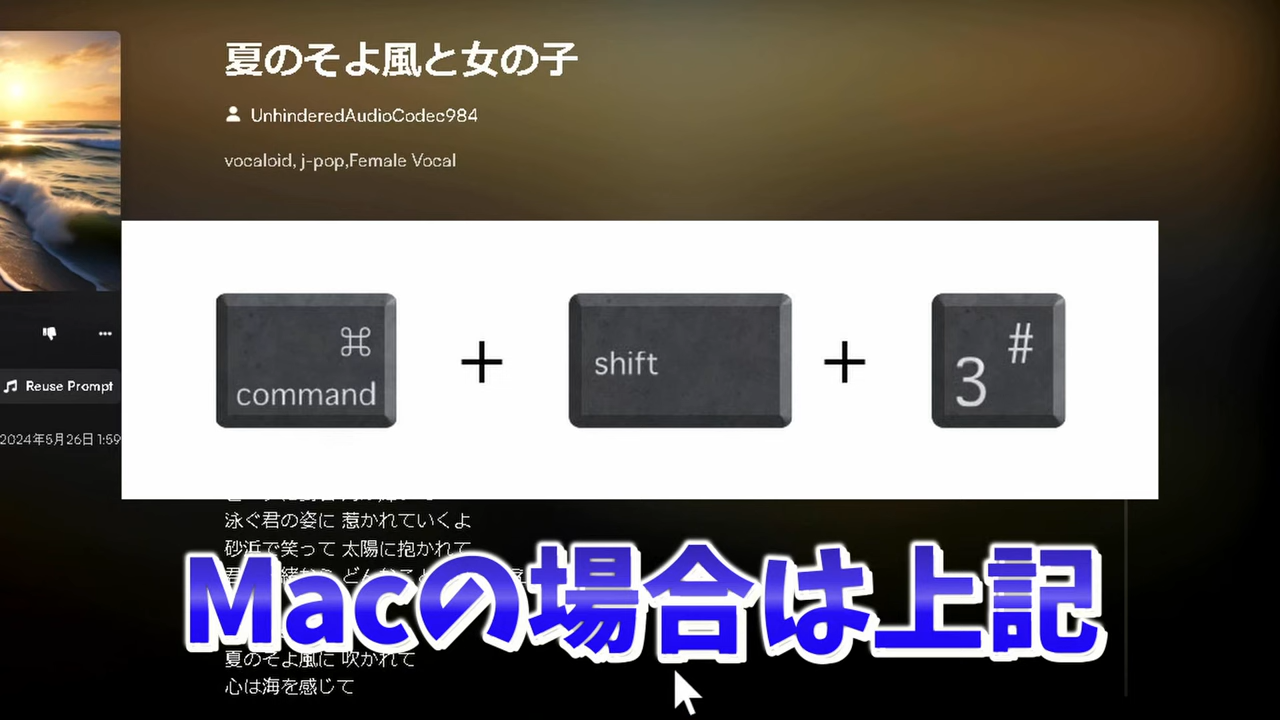 夏のそよ風と女の子
UnhinderedAudioCodec984
vocaloid, j-pop,Female Vocal
⌘
command
+
shift
+
#
3
Reuse Prompt
2024年5月26日 1:59
泳ぐ君の姿に 惹かれていくよ
砂浜で笑って 太陽に抱かれて
Macの場合は上記
夏のそよ風に 吹かれて
心は海を感じて